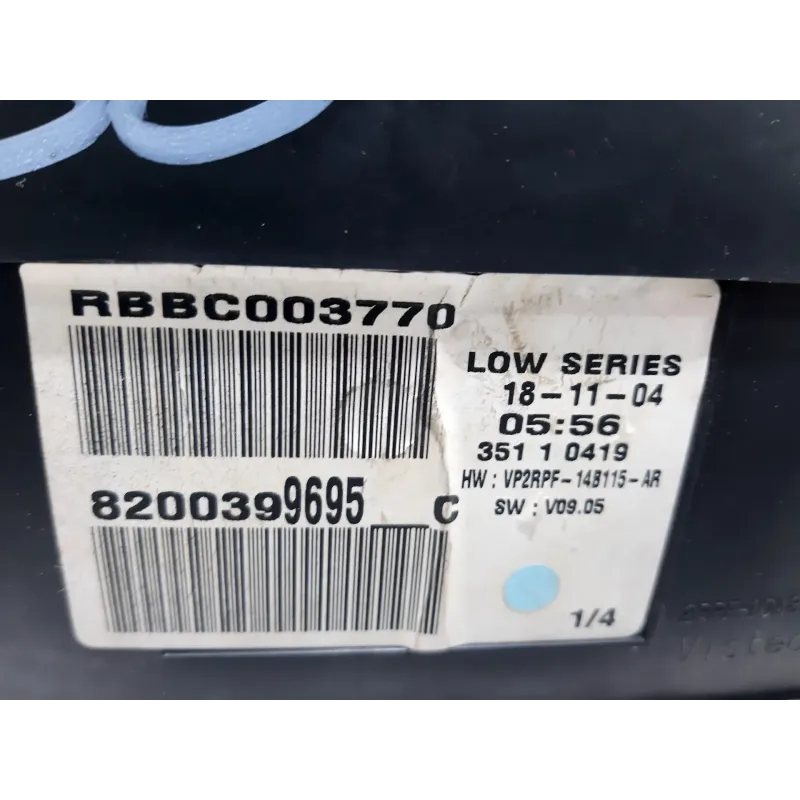 RBBC003770
8200399695__C
LOW SERIES
18-11-04
05:56
351 1 0419
HW : VP2RPF-14B115-AR
SW : V09.05
1/4